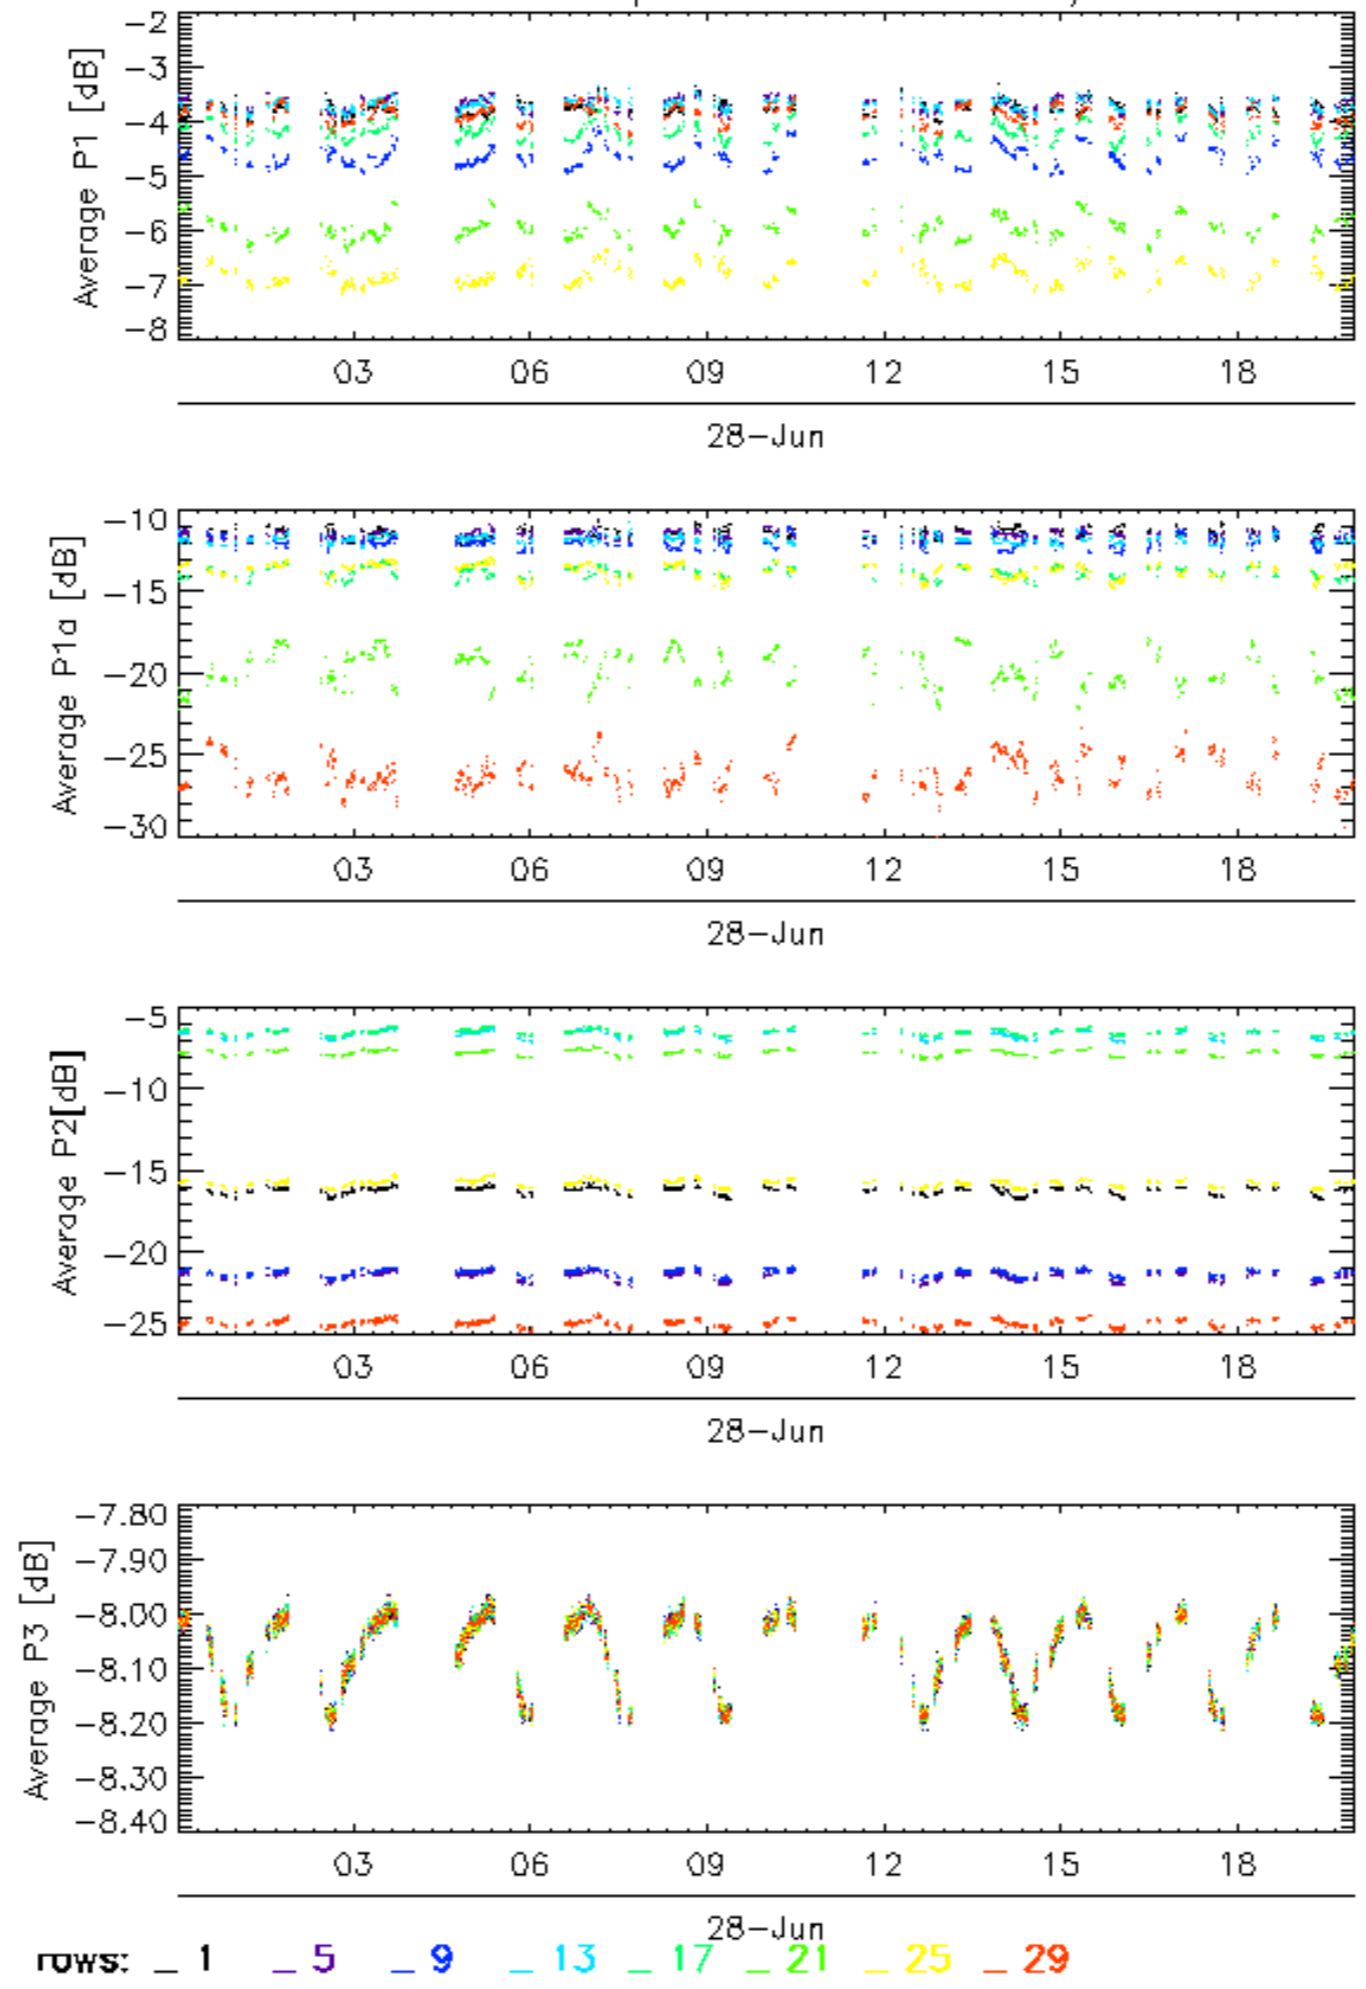 Average P1 [dB]
-2
-3
-4
-5
-6
-7
-8
03 06 09 12 15 18
28-Jun
Average P1a [dB]
-10
-15
-20
-25
-30
03 06 09 12 15 18
28-Jun
Average P2[dB]
-5
-10
-15
-20
-25
03 06 09 12 15 18
28-Jun
Average P3 [dB]
-7.80
-7.90
-8.00
-8.10
-8.20
-8.30
-8.40
03 06 09 12 15 18
28-Jun
rows: _ 1 _ 5 _ 9 _ 13 _ 17 _ 21 _ 25 _ 29